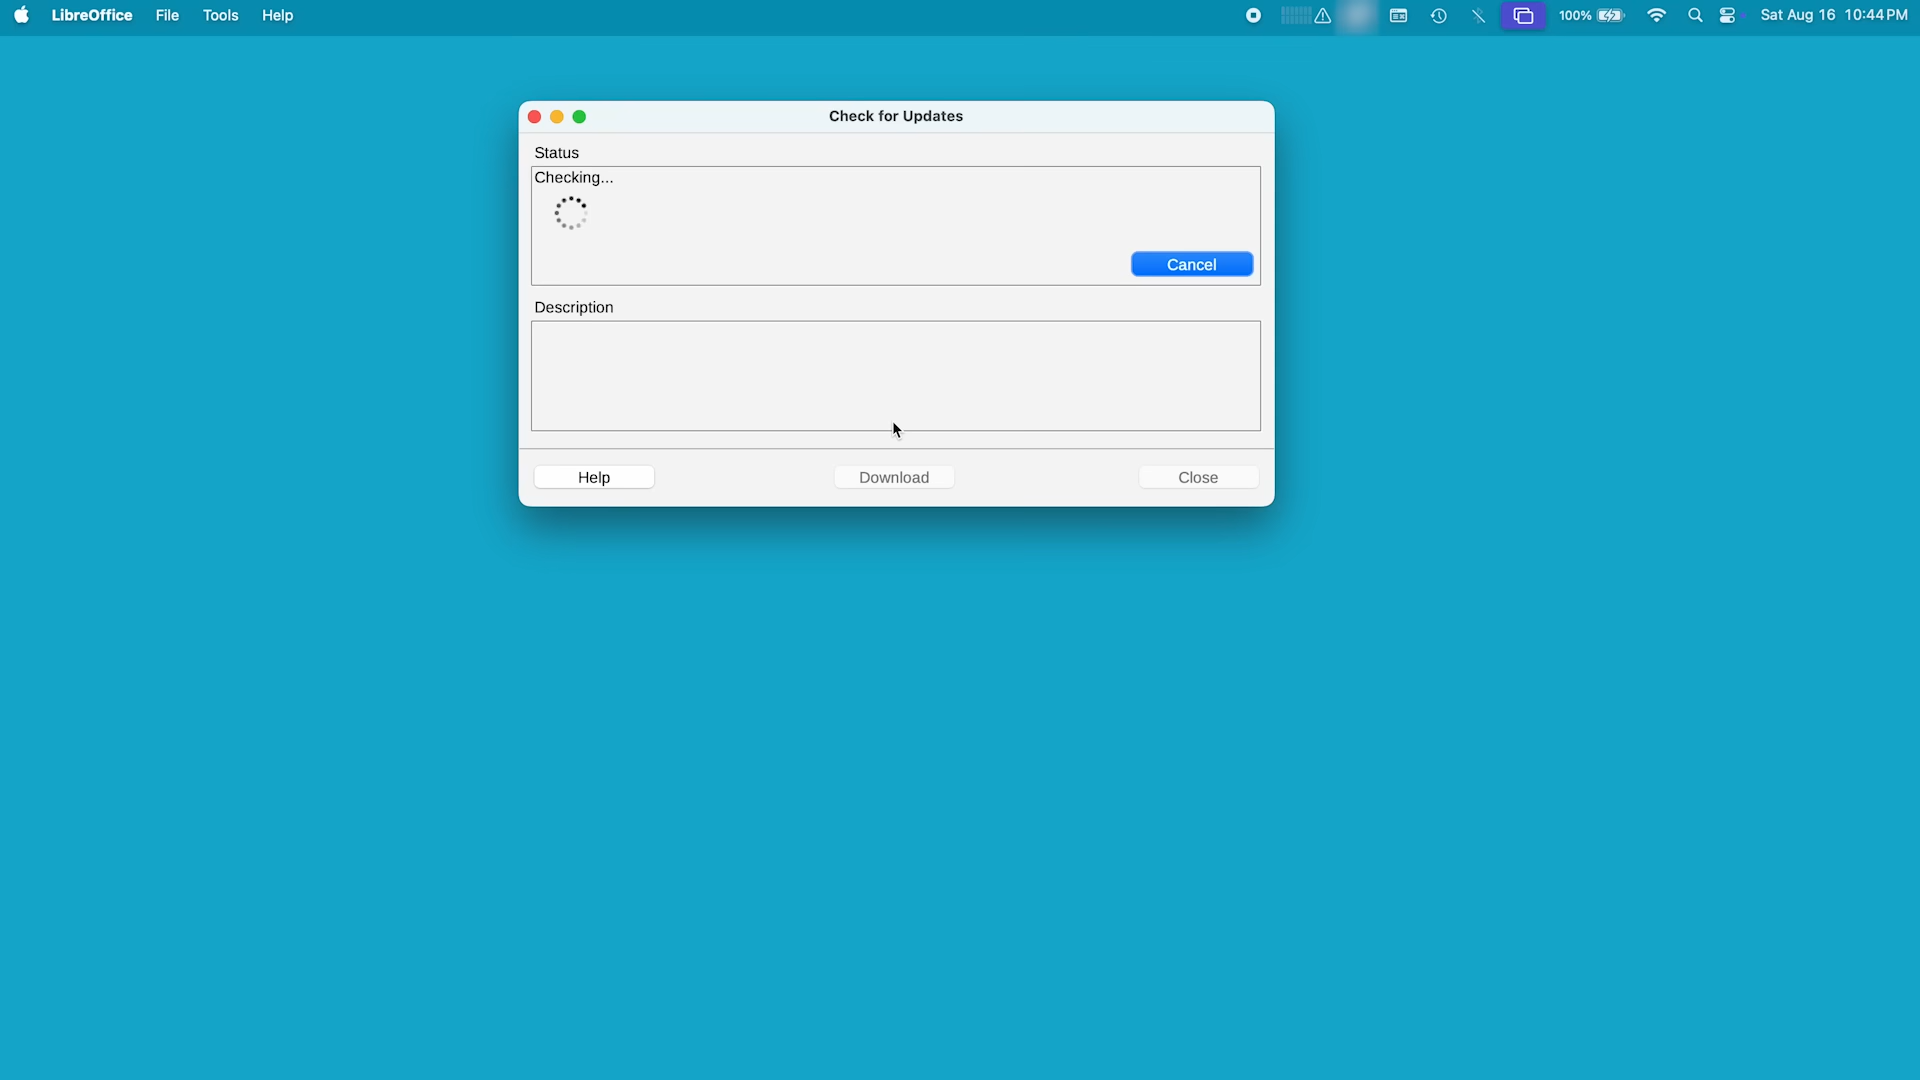 LibreOffice File Tools Help 100% Sat Aug 16 10:44 PM
Check for Updates
Status
Checking...
Cancel
Description
Help Download Close